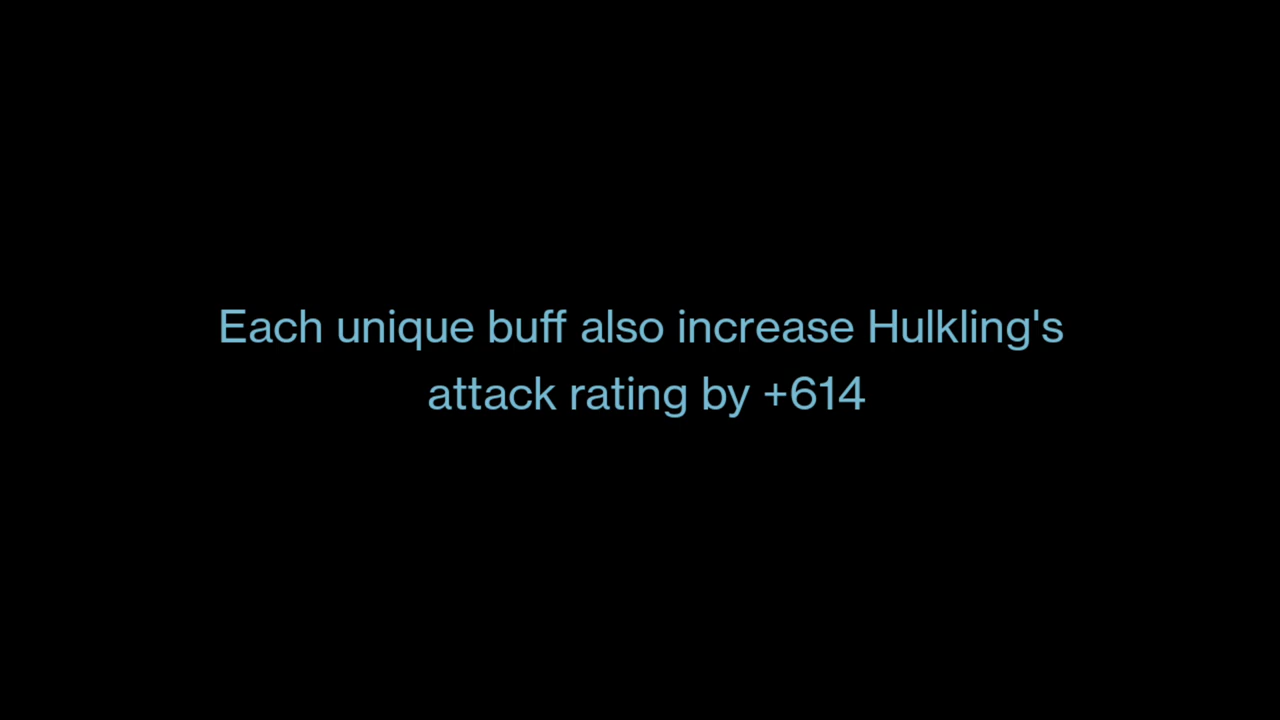 Each unique buff also increase Hulkling's
attack rating by +614